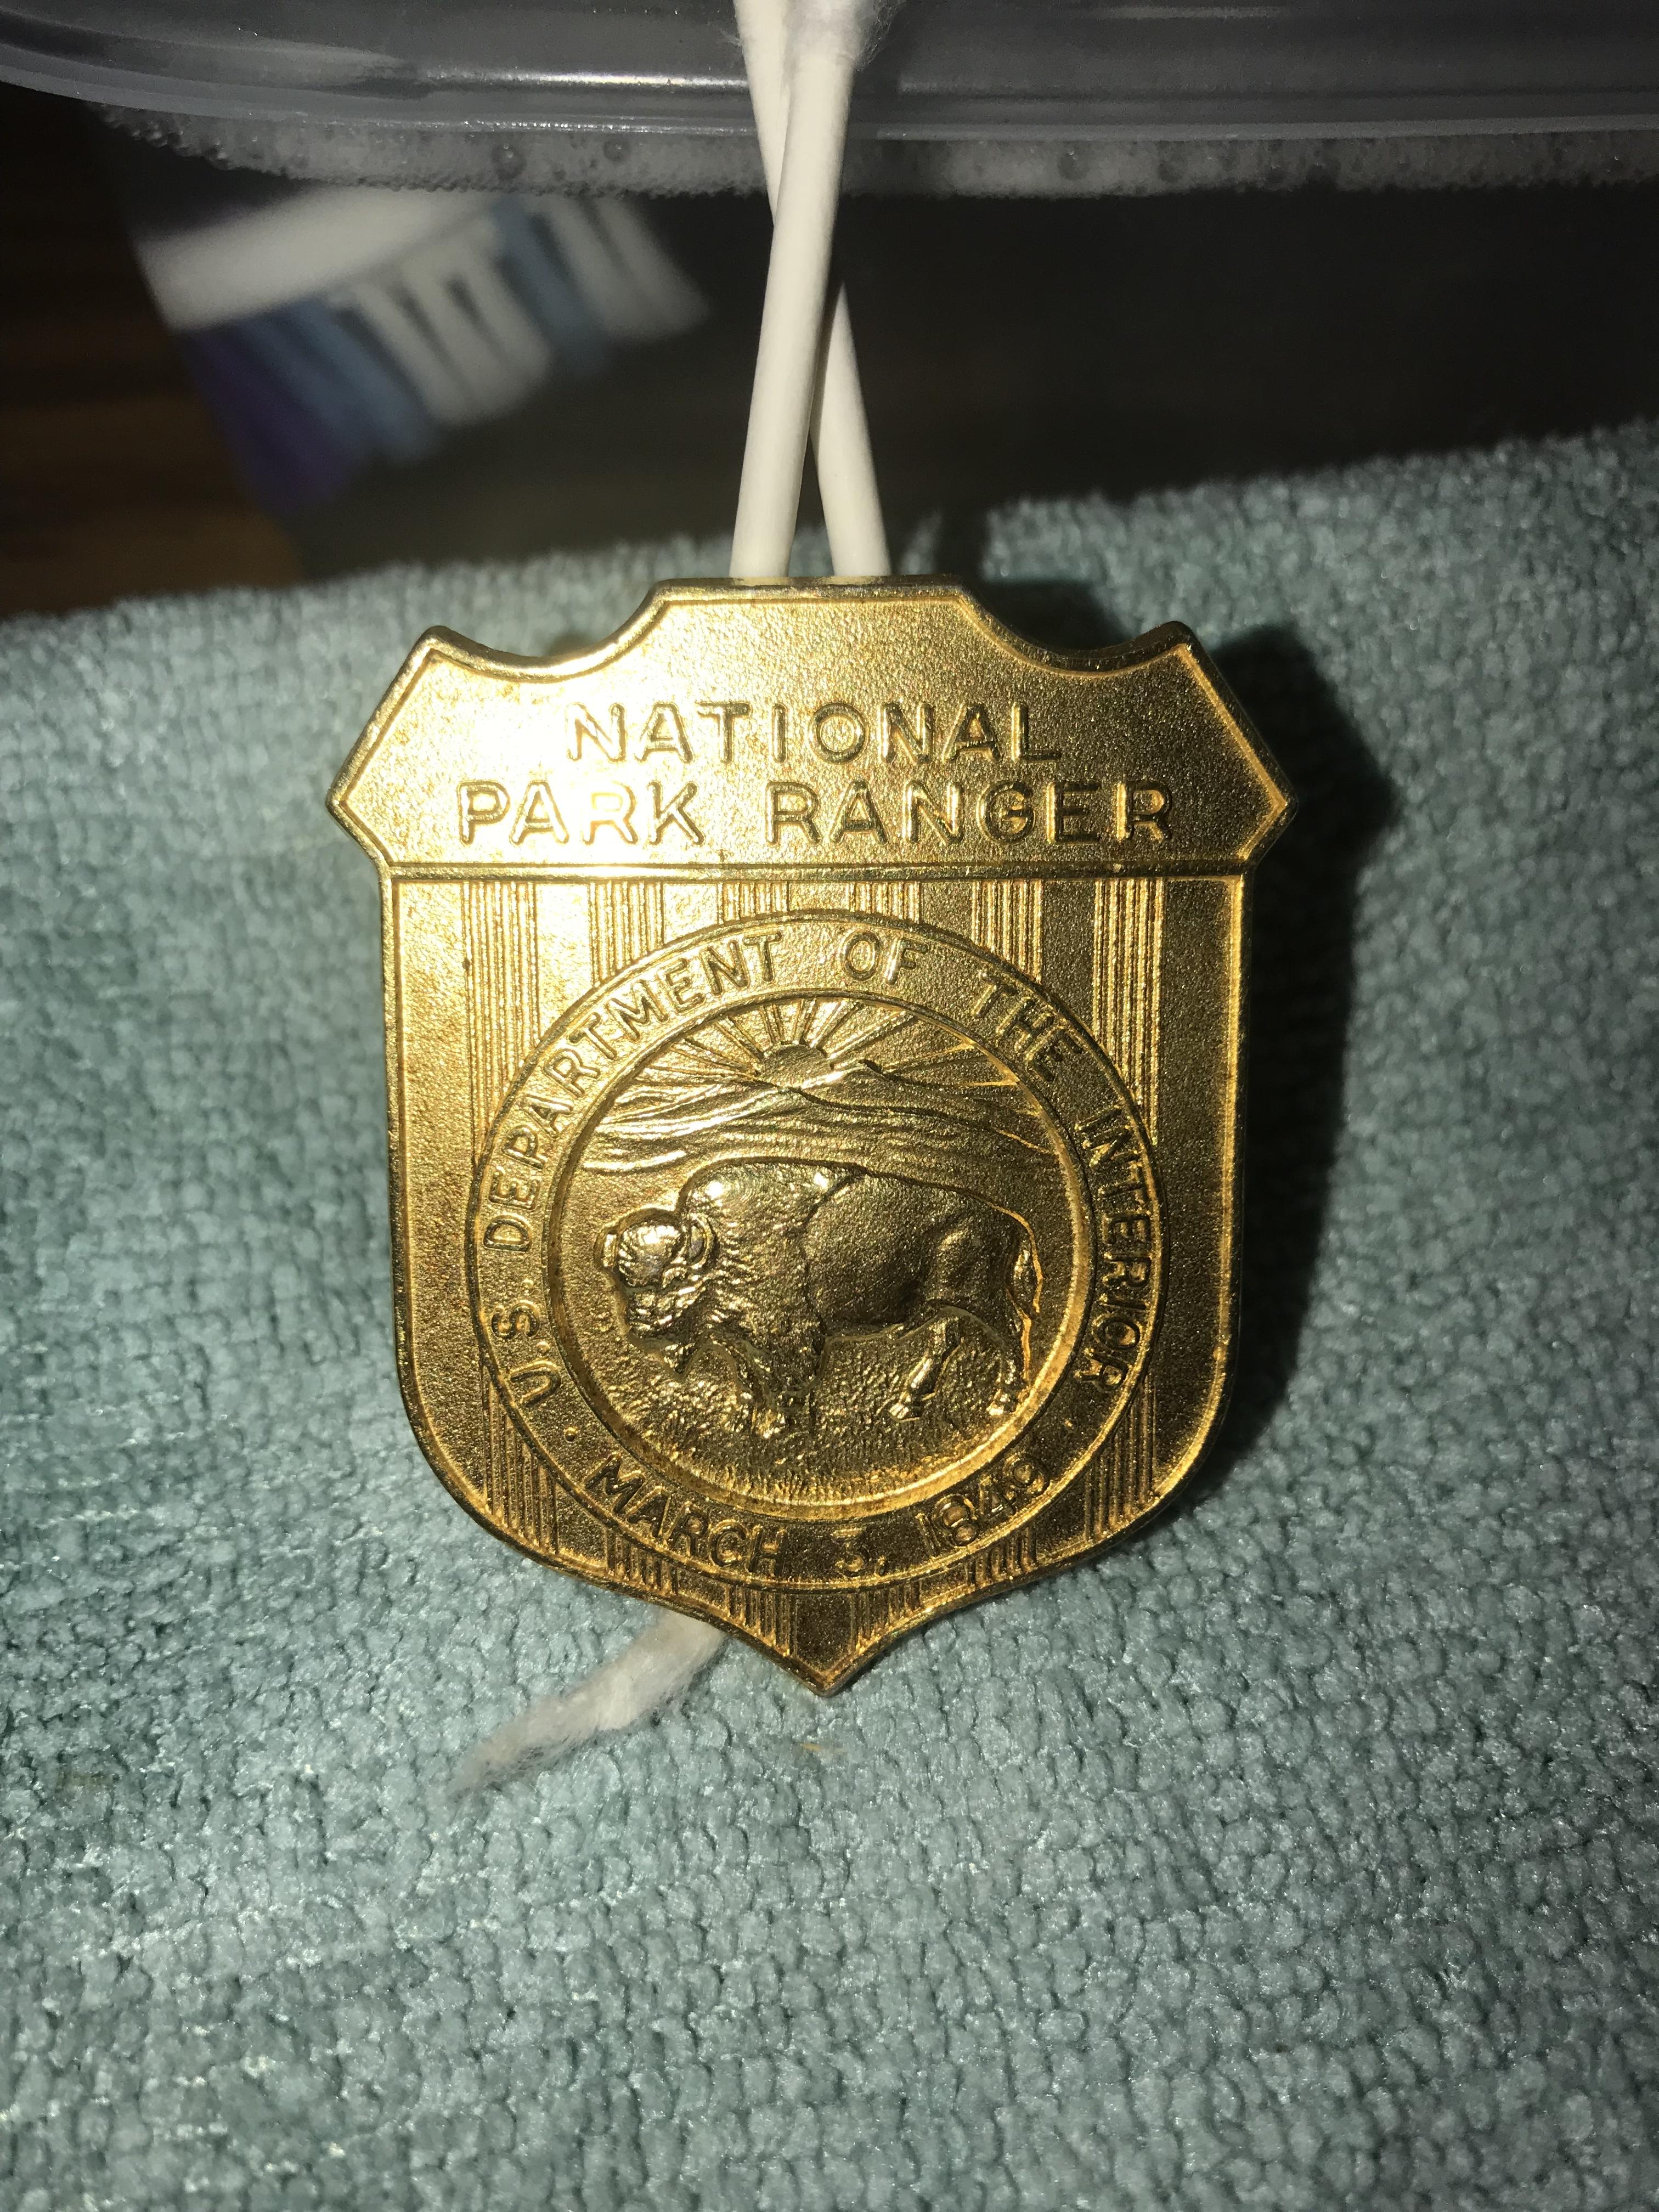 NATIONAL
PARK RANGER
U.S. DEPARTMENT OF THE INTERIOR
· MARCH 3, 1849 ·